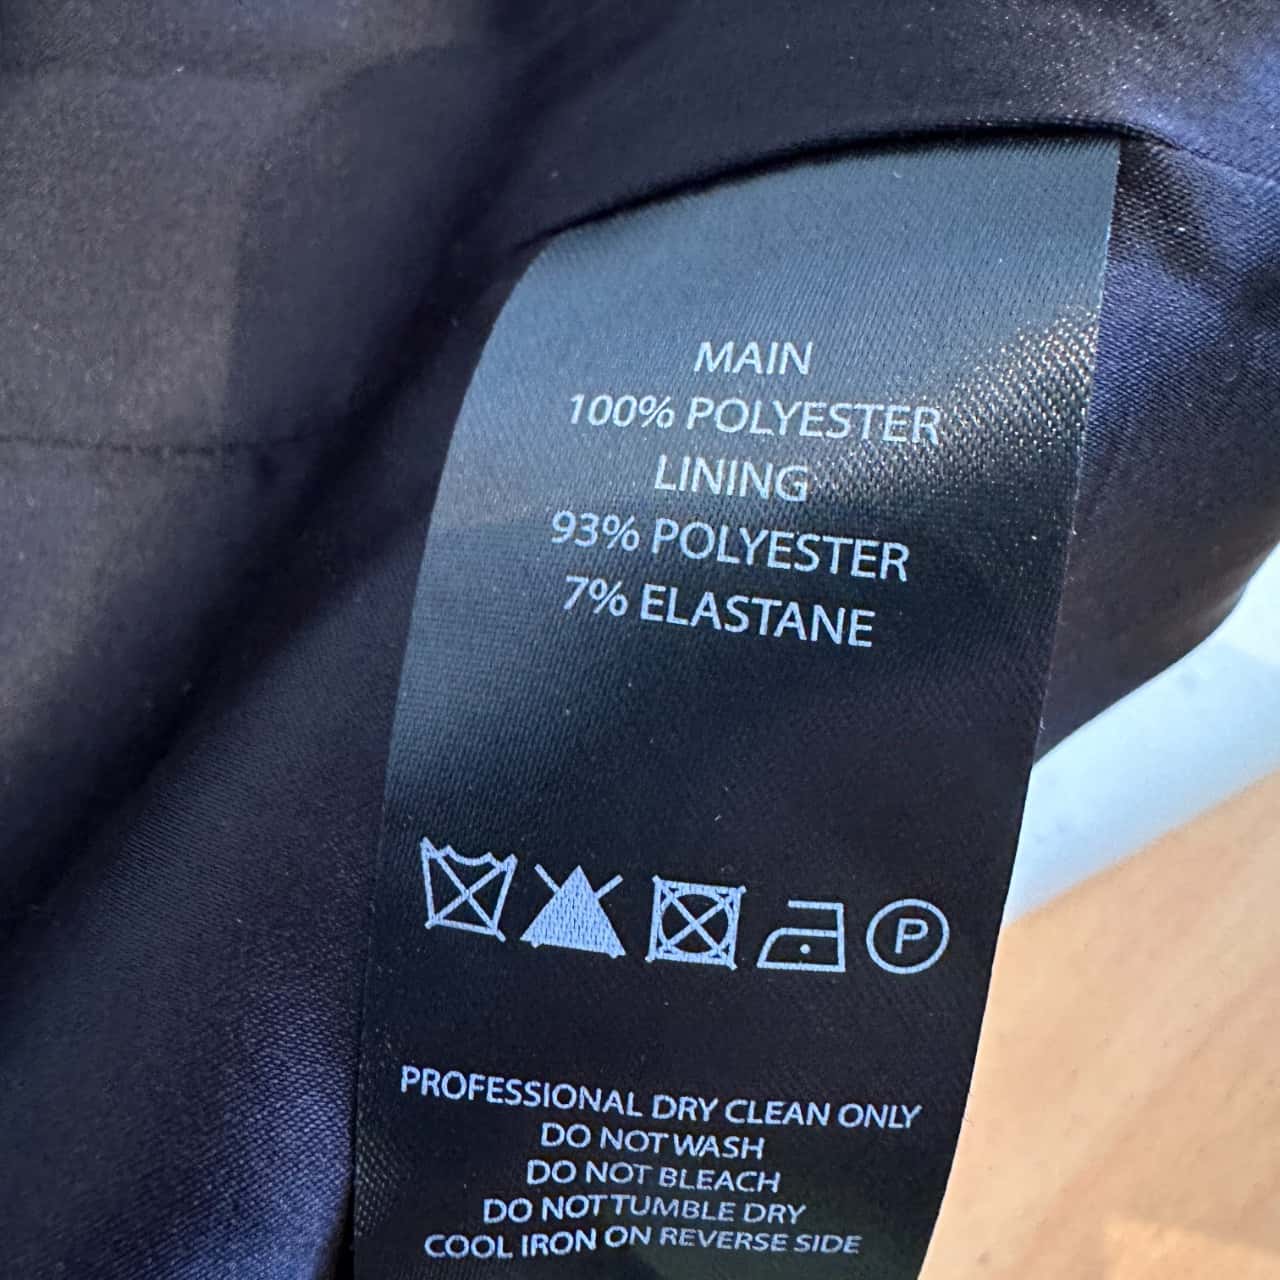 MAIN
100% POLYESTER
LINING
93% POLYESTER
7% ELASTANE
P
PROFESSIONAL DRY CLEAN ONLY
DO NOT WASH
DO NOT BLEACH
DO NOT TUMBLE DRY
COOL IRON ON REVERSE SIDE